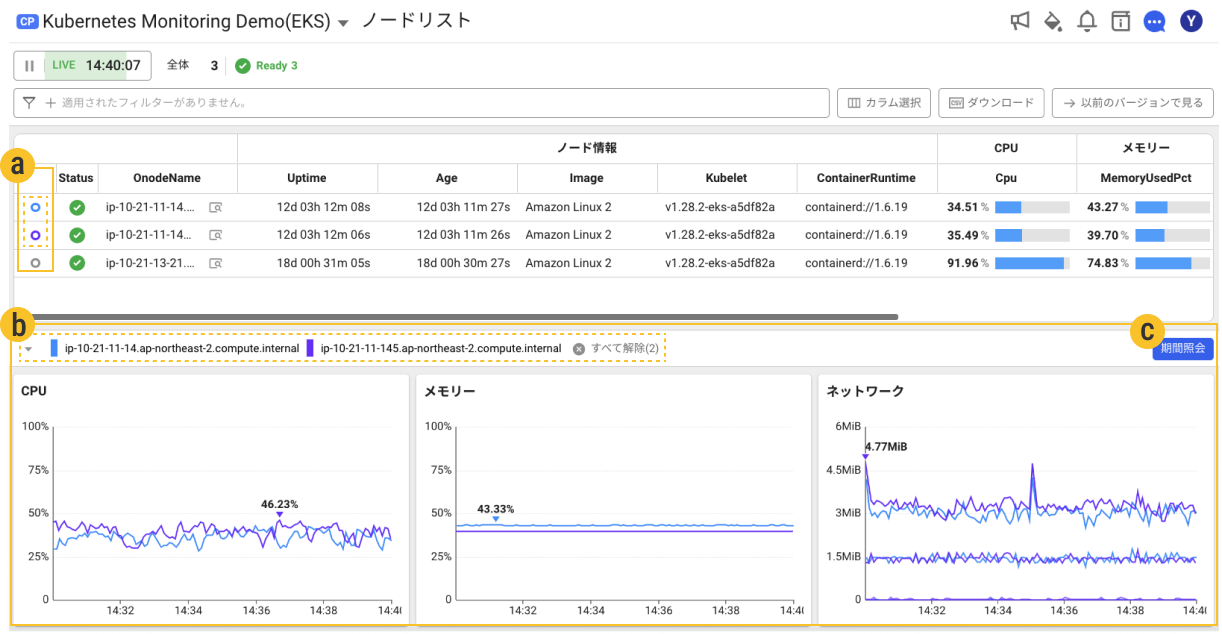 CP Kubernetes Monitoring Demo(EKS) ノードリスト
Y
LIVE 14:40:07 全体 3 Ready 3
適用されたフィルターがありません。 カラム選択 CSV ダウンロード 以前のバージョンで見る
ノード情報 CPU メモリー
a
Status OnodeName Uptime Age Image Kubelet ContainerRuntime Cpu MemoryUsedPct
ip-10-21-11-14.... 12d 03h 12m 08s 12d 03h 11m 27s Amazon Linux 2 v1.28.2-eks-a5df82a containerd://1.6.19 34.51 % 43.27 %
ip-10-21-11-14... 12d 03h 12m 06s 12d 03h 11m 26s Amazon Linux 2 v1.28.2-eks-a5df82a containerd://1.6.19 35.49 % 39.70 %
ip-10-21-13-21.... 18d 00h 31m 05s 18d 00h 30m 27s Amazon Linux 2 v1.28.2-eks-a5df82a containerd://1.6.19 91.96 % 74.83 %
b
c
ip-10-21-11-14.ap-northeast-2.compute.internal ip-10-21-11-145.ap-northeast-2.compute.internal すべて解除(2) 期間照会
CPU
100%
75%
50%
25%
0
46.23%
14:32 14:34 14:36 14:38 14:40
メモリー
100%
75%
50%
25%
0
43.33%
14:32 14:34 14:36 14:38 14:40
ネットワーク
6MiB
4.5MiB
3MiB
1.5MiB
0
4.77MiB
14:32 14:34 14:36 14:38 14:40